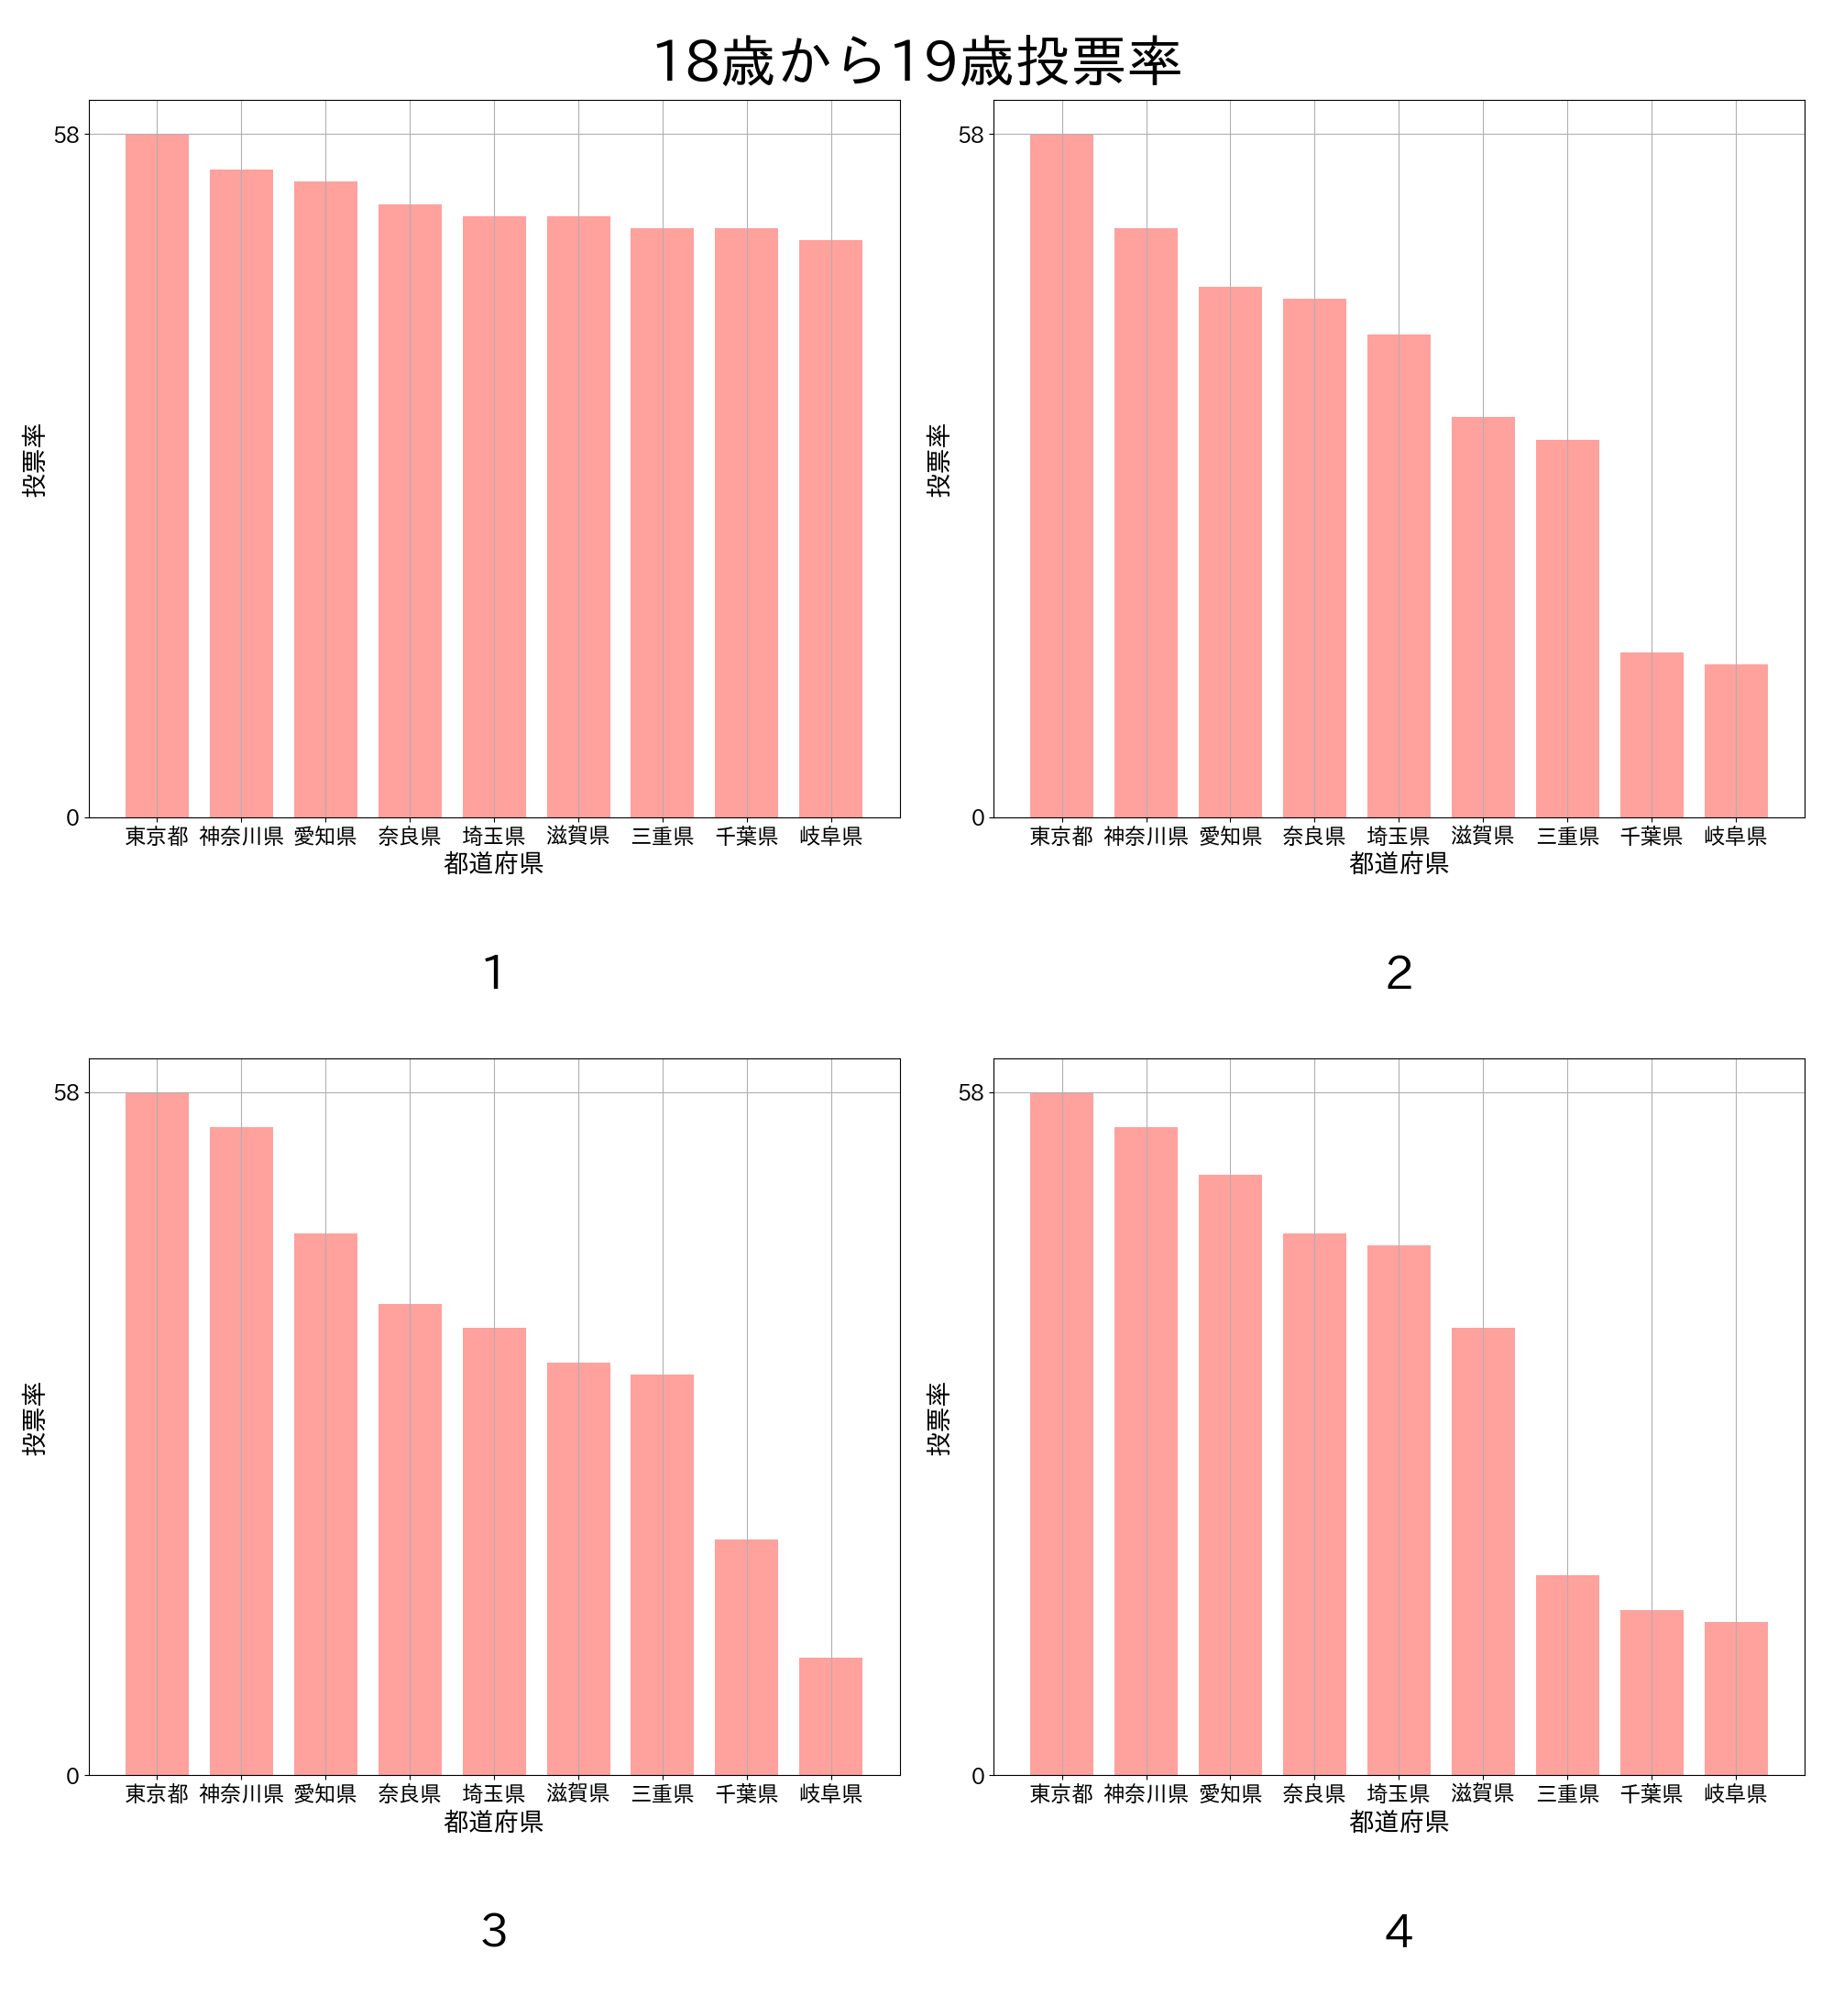 18歳から19歳投票率
58
0
投票率
東京都 神奈川県 愛知県 奈良県 埼玉県 滋賀県 三重県 千葉県 岐阜県
都道府県
1
58
0
投票率
東京都 神奈川県 愛知県 奈良県 埼玉県 滋賀県 三重県 千葉県 岐阜県
都道府県
2
58
0
投票率
東京都 神奈川県 愛知県 奈良県 埼玉県 滋賀県 三重県 千葉県 岐阜県
都道府県
3
58
0
投票率
東京都 神奈川県 愛知県 奈良県 埼玉県 滋賀県 三重県 千葉県 岐阜県
都道府県
4